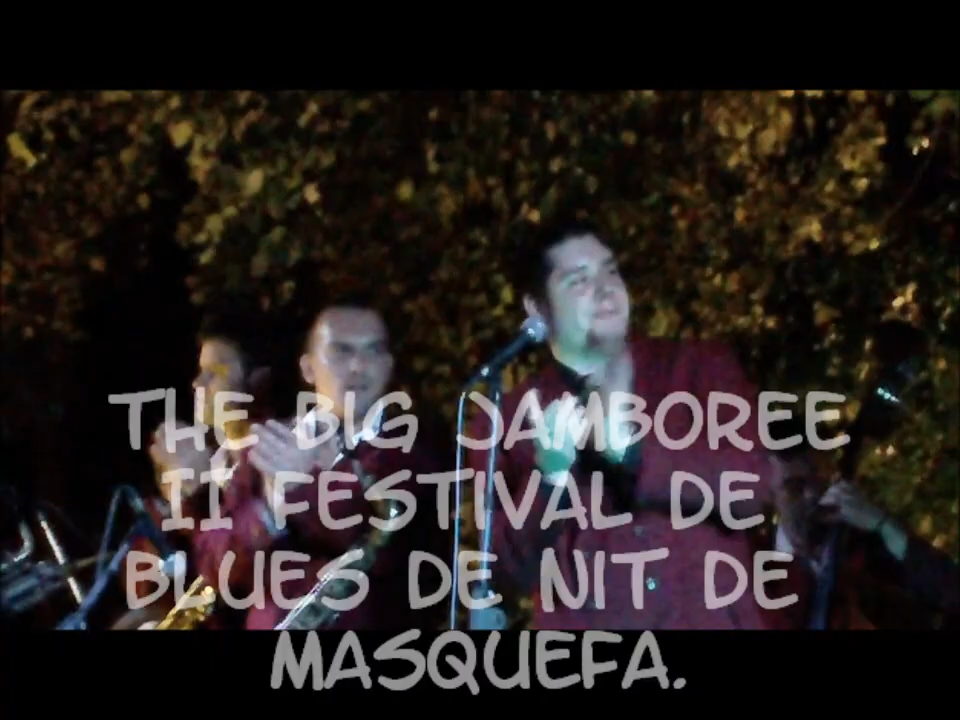 THE BIG JAMBOREE
II FESTIVAL DE
BLUES DE NIT DE
MASQUEFA.